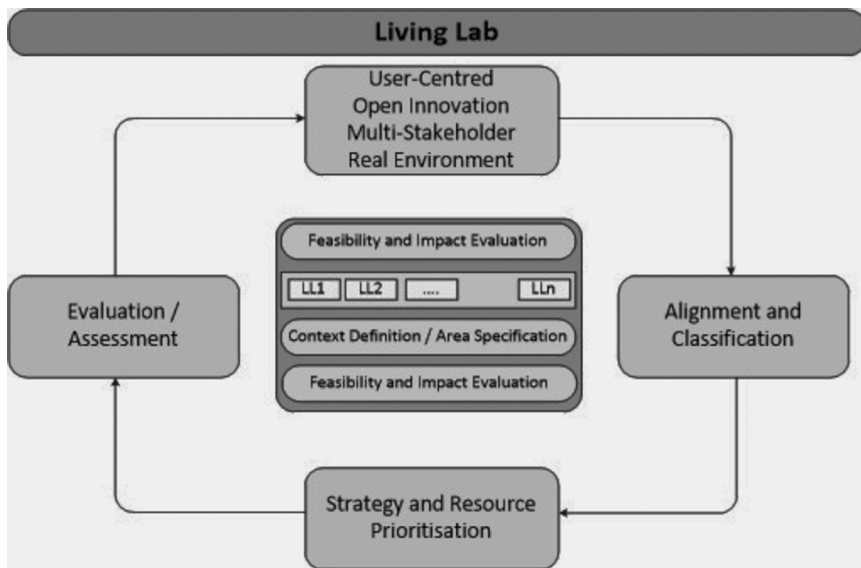 Living Lab
User-Centred
Open Innovation
Multi-Stakeholder
Real Environment
Feasibility and Impact Evaluation
LL1 LL2 .... LLn
Context Definition / Area Specification
Feasibility and Impact Evaluation
Evaluation /
Assessment
Alignment and
Classification
Strategy and Resource
Prioritisation